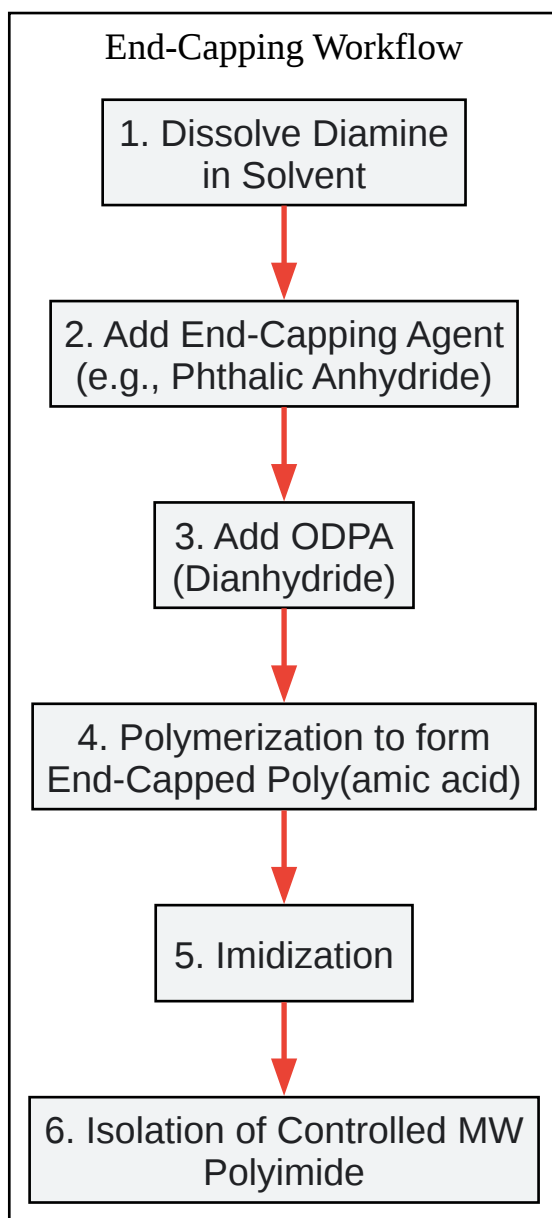 End-Capping Workflow
1. Dissolve Diamine
in Solvent
2. Add End-Capping Agent
(e.g., Phthalic Anhydride)
3. Add ODPA
(Dianhydride)
4. Polymerization to form
End-Capped Poly(amic acid)
5. Imidization
6. Isolation of Controlled MW
Polyimide